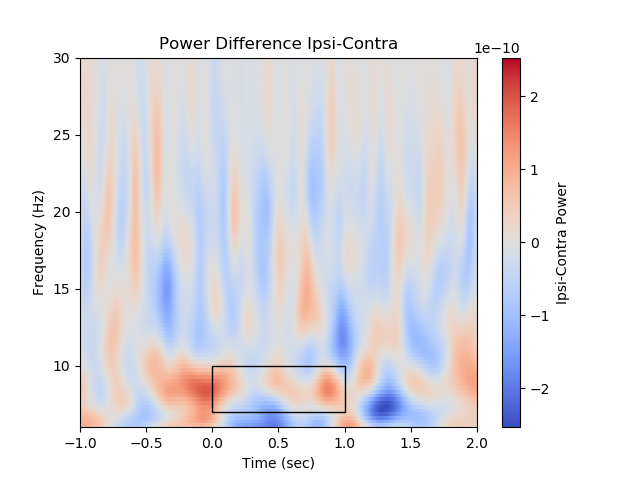 Power Difference Ipsi-Contra
1e−10
30
25
20
15
10
Frequency (Hz)
−1.0 −0.5 0.0 0.5 1.0 1.5 2.0
Time (sec)
2
1
0
−1
−2
Ipsi-Contra Power